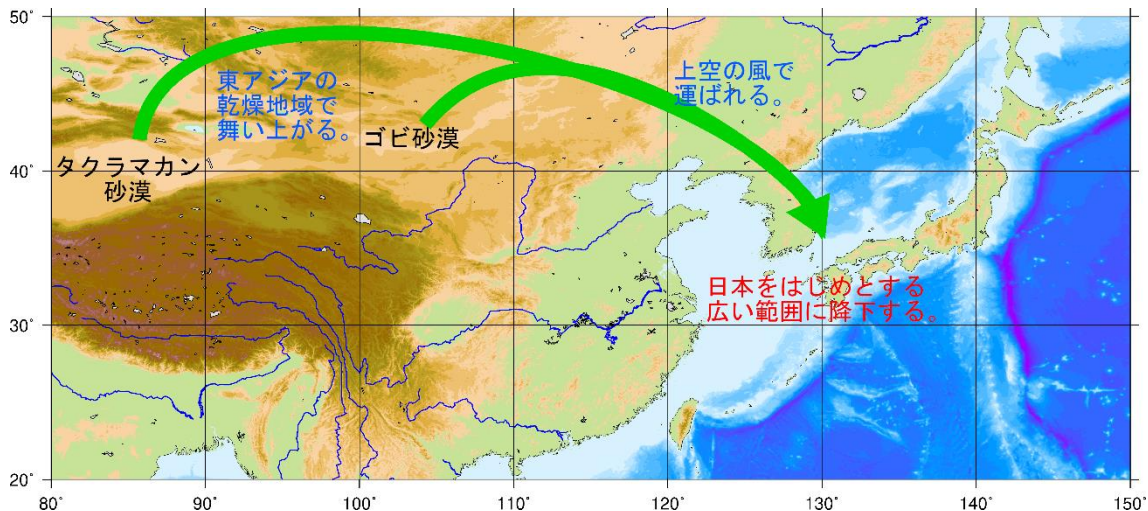 50°
東アジアの
乾燥地域で
舞い上がる。
上空の風で
運ばれる。
ゴビ砂漠
タクラマカン
砂漠
40°
日本をはじめとする
広い範囲に降下する。
30°
20°
80°
90°
100°
110°
120°
130°
140°
150°